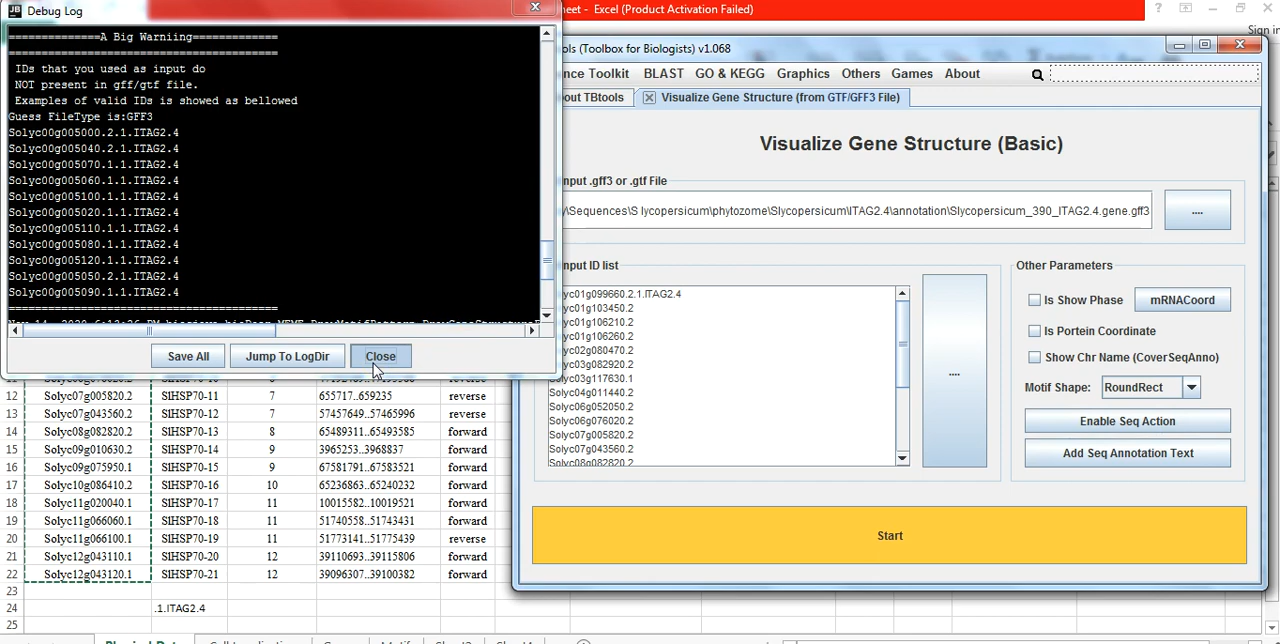 Debug Log
==============A Big Warniing=============
IDs that you used as input do
NOT present in gff/gtf file.
Examples of valid IDs is showed as bellowed
Guess FileType is:GFF3
Solyc00g005000.2.1.ITAG2.4
Solyc00g005040.2.1.ITAG2.4
Solyc00g005070.1.1.ITAG2.4
Solyc00g005060.1.1.ITAG2.4
Solyc00g005100.1.1.ITAG2.4
Solyc00g005020.1.1.ITAG2.4
Solyc00g005110.1.1.ITAG2.4
Solyc00g005080.1.1.ITAG2.4
Solyc00g005120.1.1.ITAG2.4
Solyc00g005050.2.1.ITAG2.4
Solyc00g005090.1.1.ITAG2.4
Save All Jump To LogDir Close
eet - Excel (Product Activation Failed)
Sign in
ols (Toolbox for Biologists) v1.068
nce Toolkit BLAST GO & KEGG Graphics Others Games About
out TBtools Visualize Gene Structure (from GTF/GFF3 File)
Visualize Gene Structure (Basic)
nput .gff3 or .gtf File
\Sequences\S lycopersicum\phytozome\Slycopersicum\ITAG2.4\annotation\Slycopersicum_390_ITAG2.4.gene.gff3 ....
nput ID list
olyc01g099660.2.1.ITAG2.4
olyc01g103450.2
olyc01g106210.2
olyc01g106260.2
olyc02g080470.2
olyc03g082920.2
olyc03g117630.1
Solyc04g011440.2
Solyc06g052050.2
Solyc06g076020.2
Solyc07g005820.2
Solyc07g043560.2
Solyc08g082820.2
....
Other Parameters
Is Show Phase mRNACoord
Is Portein Coordinate
Show Chr Name (CoverSeqAnno)
Motif Shape: RoundRect
Enable Seq Action
Add Seq Annotation Text
Start
12 Solyc07g005820.2 SlHSP70-11 7 655717..659235 reverse
13 Solyc07g043560.2 SlHSP70-12 7 57457649..57465996 reverse
14 Solyc08g082820.2 SlHSP70-13 8 65489311..65493585 forward
15 Solyc09g010630.2 SlHSP70-14 9 3965253..3968837 forward
16 Solyc09g075950.1 SlHSP70-15 9 67581791..67583521 forward
17 Solyc10g086410.2 SlHSP70-16 10 65236863..65240232 forward
18 Solyc11g020040.1 SlHSP70-17 11 10015582..10019521 forward
19 Solyc11g066060.1 SlHSP70-18 11 51740558..51743431 forward
20 Solyc11g066100.1 SlHSP70-19 11 51773141..51775439 reverse
21 Solyc12g043110.1 SlHSP70-20 12 39110693..39115806 forward
22 Solyc12g043120.1 SlHSP70-21 12 39096307..39100382 forward
23
24 .1.ITAG2.4
25